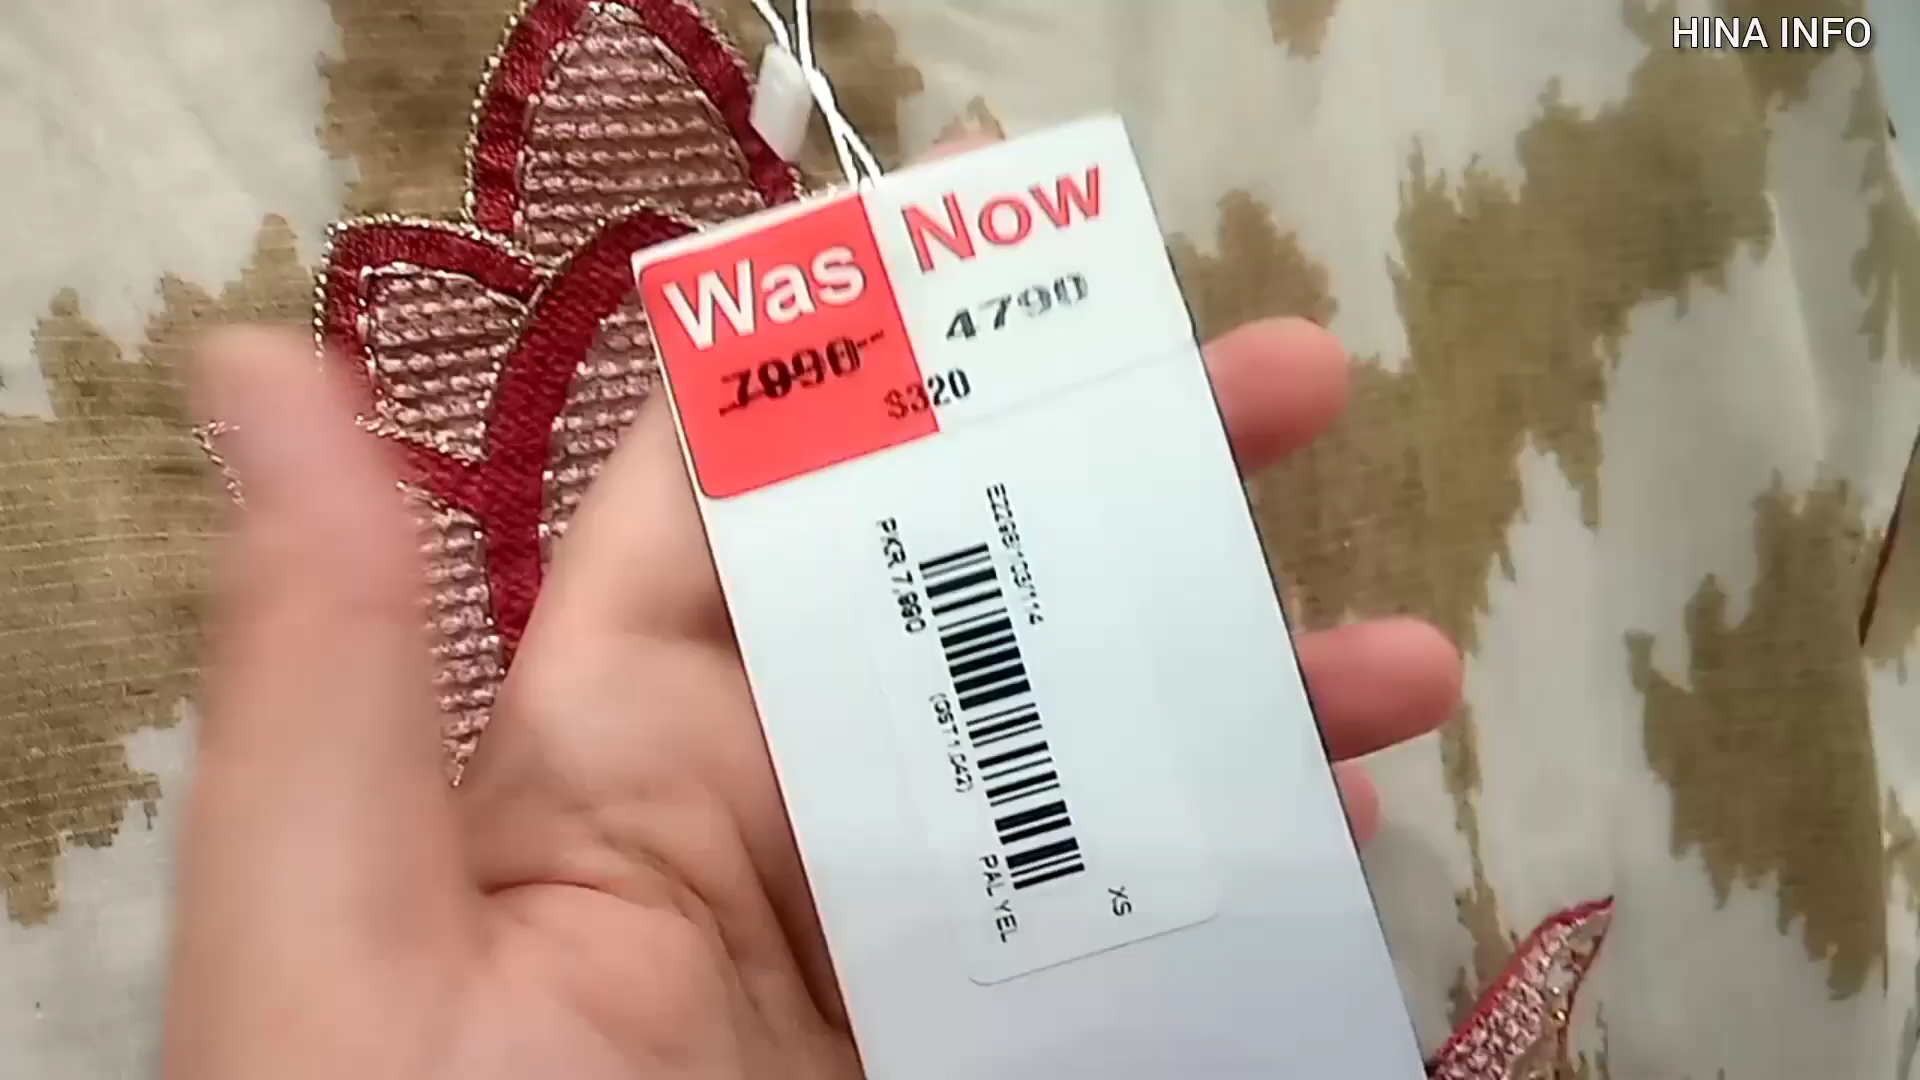 HINA INFO
Was Now
7990 4790
$320
PKR 7,990
PAL YEL
XS